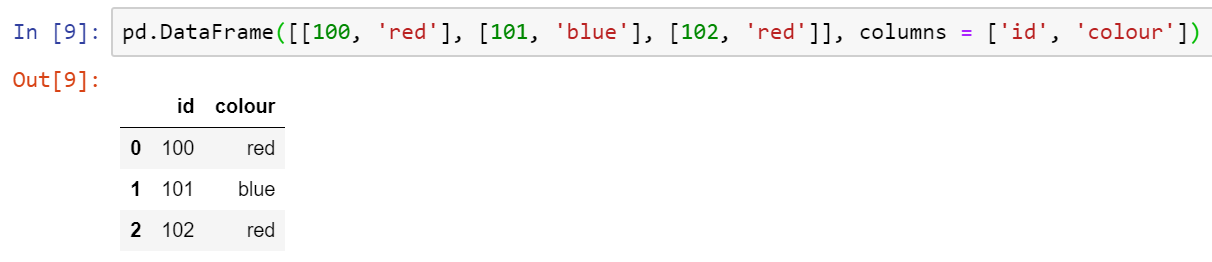 In [9]: pd.DataFrame([[100, 'red'], [101, 'blue'], [102, 'red']], columns = ['id', 'colour'])
Out[9]:
id colour
0 100 red
1 101 blue
2 102 red